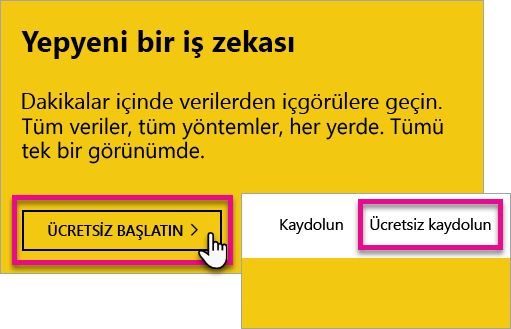 Yepyeni bir iş zekası
Dakikalar içinde verilerden içgörülere geçin.
Tüm veriler, tüm yöntemler, her yerde. Tümü
tek bir görünümde.
ÜCRETSİZ BAŞLATIN >
Kaydolun Ücretsiz kaydolun